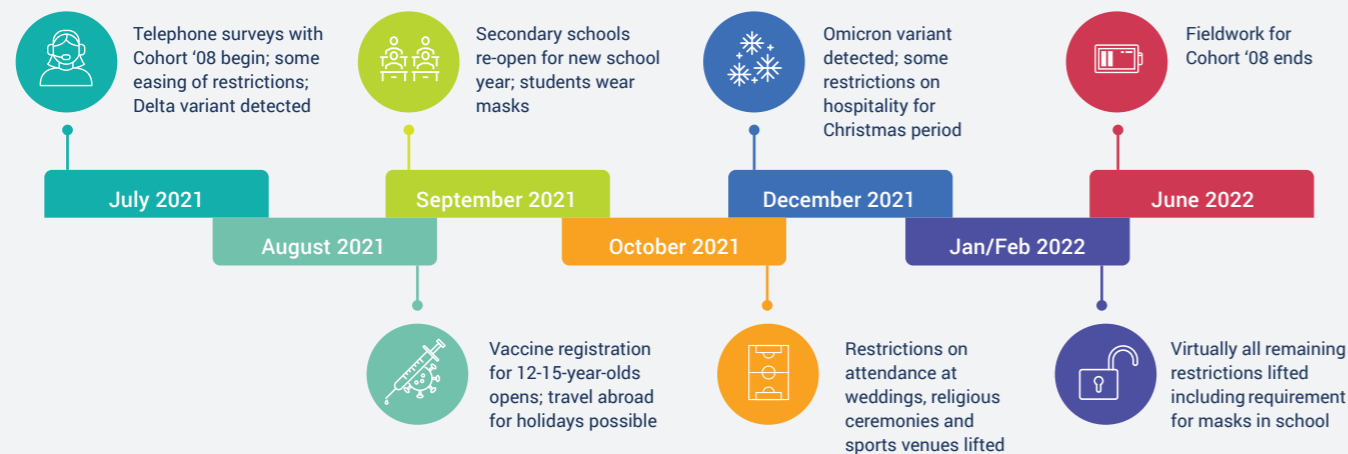 Telephone surveys with
Cohort ‘08 begin; some
easing of restrictions;
Delta variant detected
Secondary schools
re-open for new school
year; students wear
masks
Omicron variant
detected; some
restrictions on
hospitality for
Christmas period
Fieldwork for
Cohort ‘08 ends
July 2021
September 2021
December 2021
June 2022
August 2021
October 2021
Jan/Feb 2022
Vaccine registration
for 12-15-year-olds
opens; travel abroad
for holidays possible
Restrictions on
attendance at
weddings, religious
ceremonies and
sports venues lifted
Virtually all remaining
restrictions lifted
including requirement
for masks in school